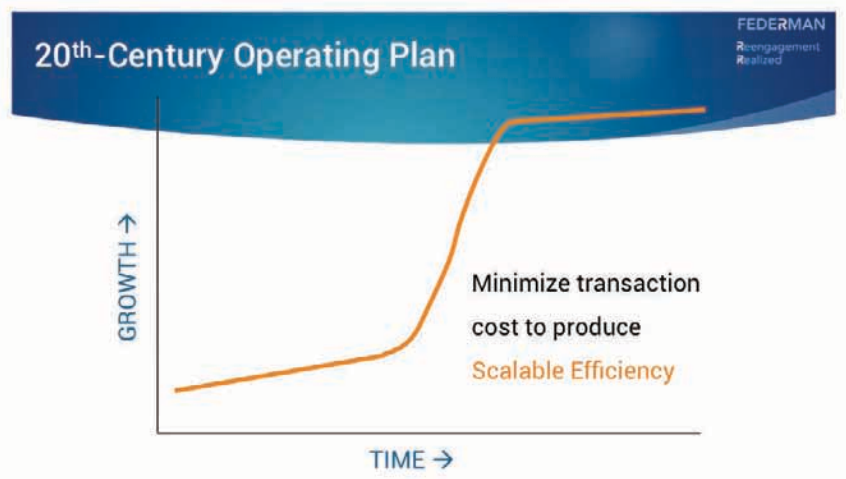 FEDERMAN
20th-Century Operating Plan
Reengagement
Realized
GROWTH →
Minimize transaction
cost to produce
Scalable Efficiency
TIME →